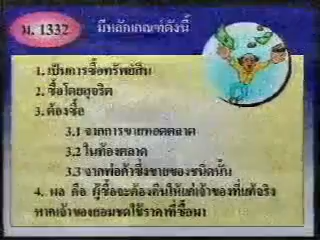 ม. 1332 มีหลักเกณฑ์ดังนี้
1. เป็นการซื้อทรัพย์สิน
2. ซื้อโดยสุจริต
3. ต้องซื้อ
3.1 จากการขายทอดตลาด
3.2 ในท้องตลาด
3.3 จากพ่อค้าซึ่งขายของชนิดนั้น
4. ผล คือ ผู้ซื้อจะต้องคืนให้แก่เจ้าของที่แท้จริง
หากเจ้าของยอมชดใช้ราคาที่ซื้อมา